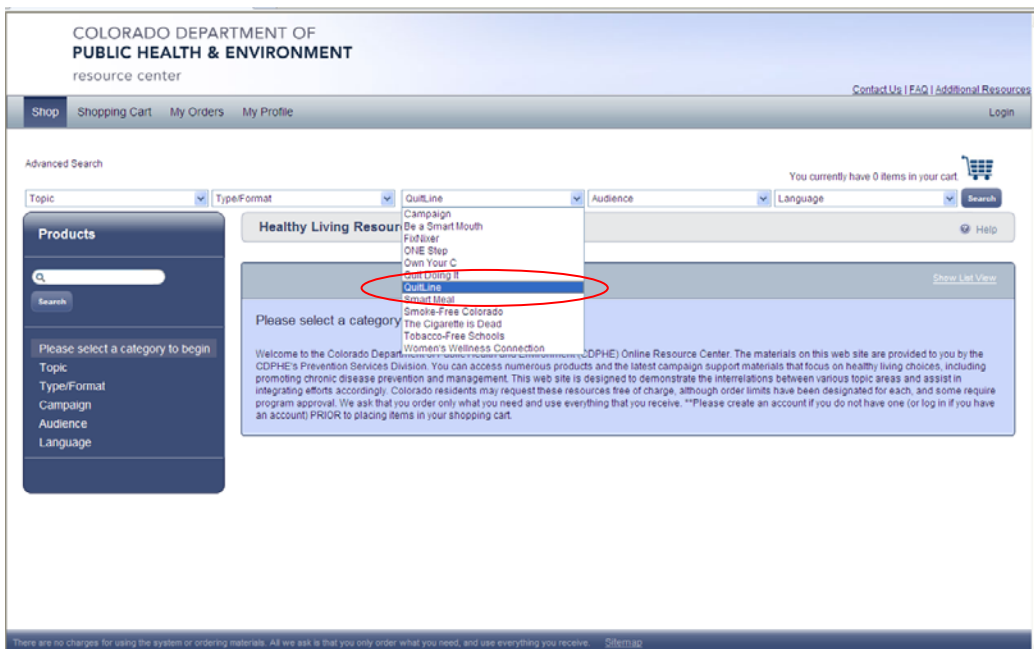 COLORADO DEPARTMENT OF
PUBLIC HEALTH & ENVIRONMENT
resource center
Contact Us | FAQ | Additional Resources
Shop Shopping Cart My Orders My Profile Login
Advanced Search
You currently have 0 items in your cart.
Topic Type/Format QuitLine Audience Language Search
Campaign
Be a Smart Mouth
FixNixer
ONE Step
Own Your C
Quit Doing It
QuitLine
Smart Meal
Smoke-Free Colorado
The Cigarette is Dead
Tobacco-Free Schools
Women's Wellness Connection
Products
Search
Please select a category to begin
Topic
Type/Format
Campaign
Audience
Language
Healthy Living Resour
Help
Show List View
Please select a category
Welcome to the Colorado Department of Public Health and Environment (CDPHE) Online Resource Center. The materials on this web site are provided to you by the
CDPHE's Prevention Services Division. You can access numerous products and the latest campaign support materials that focus on healthy living choices, including
promoting chronic disease prevention and management. This web site is designed to demonstrate the interrelations between various topic areas and assist in
integrating efforts accordingly. Colorado residents may request these resources free of charge, although order limits have been designated for each, and some require
program approval. We ask that you order only what you need and use everything that you receive. **Please create an account if you do not have one (or log in if you have
an account) PRIOR to placing items in your shopping cart.
There are no charges for using the system or ordering materials. All we ask is that you only order what you need, and use everything you receive. Sitemap